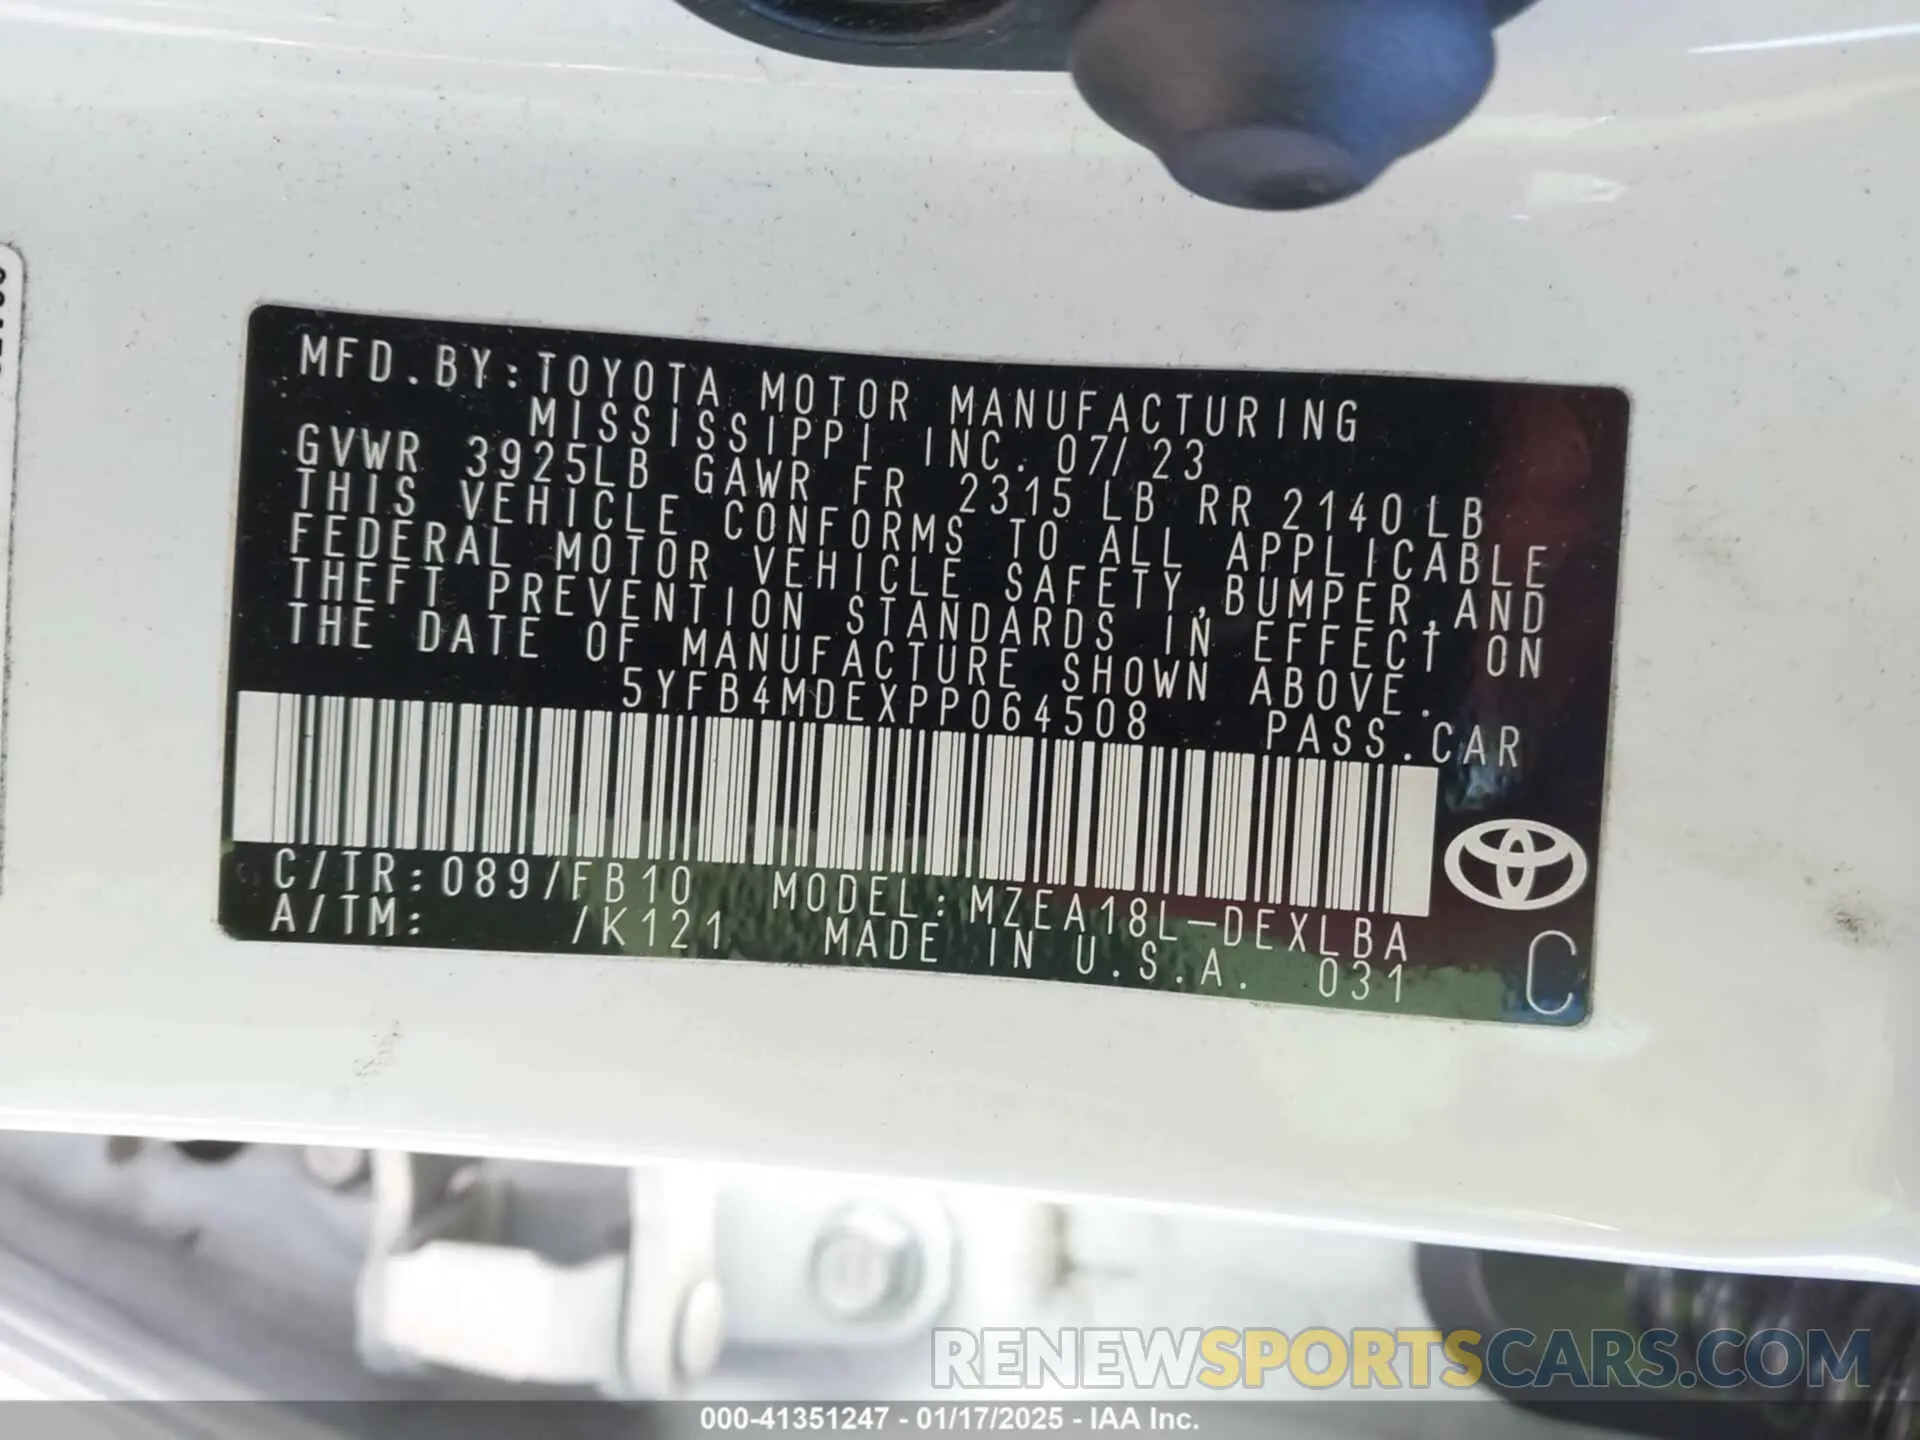 MFD.BY:TOYOTA MOTOR MANUFACTURING
MISSISSIPPI INC. 07/23
GVWR 3925LB GAWR FR 2315LB RR 2140LB
THIS VEHICLE CONFORMS TO ALL APPLICABLE
FEDERAL MOTOR VEHICLE SAFETY,BUMPER,AND
THEFT PREVENTION STANDARDS IN EFFECT ON
THE DATE OF MANUFACTURE SHOWN ABOVE.
5YFB4MDEXPP064508 PASS.CAR
C/TR:089/FB10 MODEL:MZEA18L-DEXLBA
A/TM: /K121 MADE IN U.S.A. 031
C
RENEWSPORTSCARS.COM
000-41351247 - 01/17/2025 - IAA Inc.